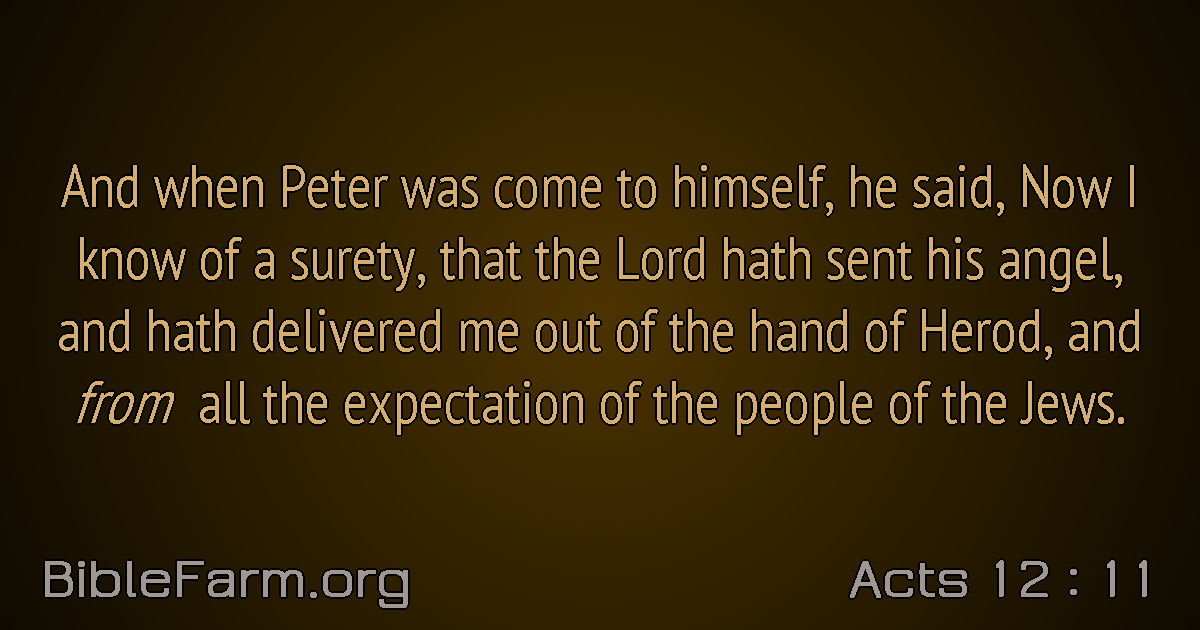 And when Peter was come to himself, he said, Now I
know of a surety, that the Lord hath sent his angel,
and hath delivered me out of the hand of Herod, and
from all the expectation of the people of the Jews.
BibleFarm.org
Acts 12 : 11